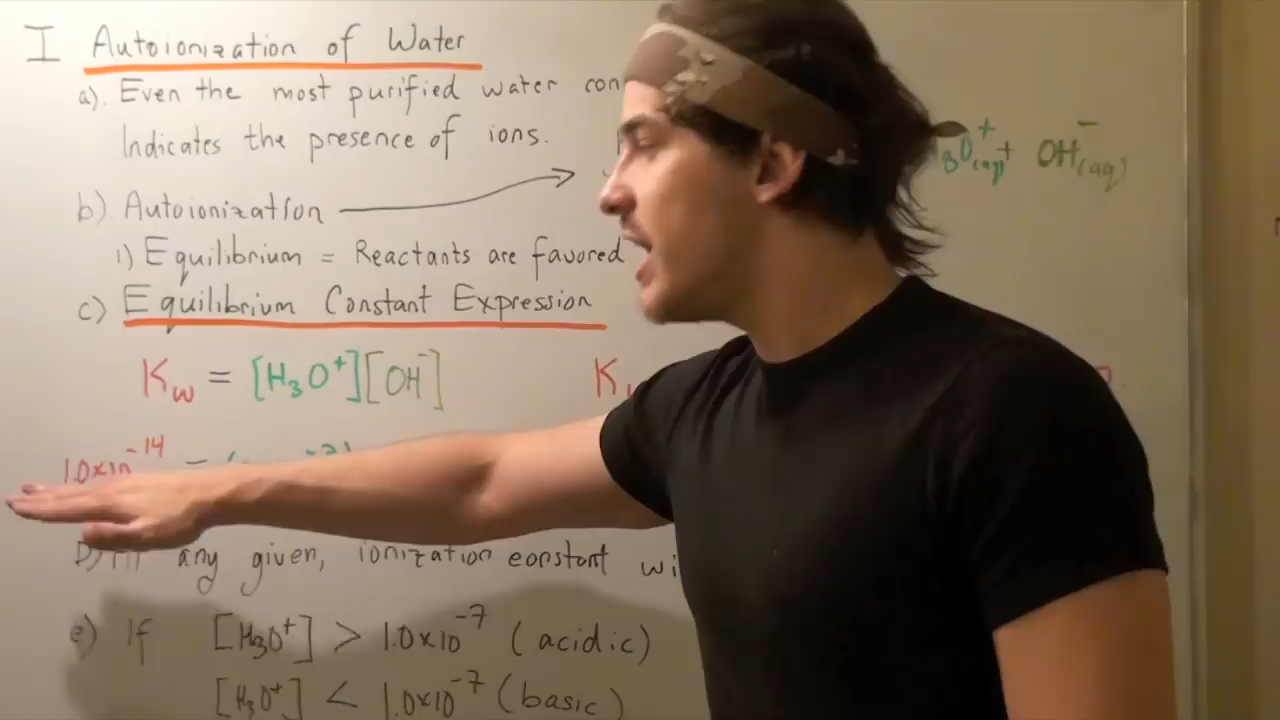 I Autoionization of Water
a). Even the most purified water con
Indicates the presence of ions.
H₃O⁺(aq) + OH⁻(aq)
b). Autoionization
1) Equilibrium = Reactants are favored
c) Equilibrium Constant Expression
Kw = [H₃O⁺][OH⁻]
K
1.0x10⁻¹⁴ =
D) At any given, ionization constant wi
e) If [H₃O⁺] > 1.0x10⁻⁷ (acidic)
[H₃O⁺] < 1.0x10⁻⁷ (basic)